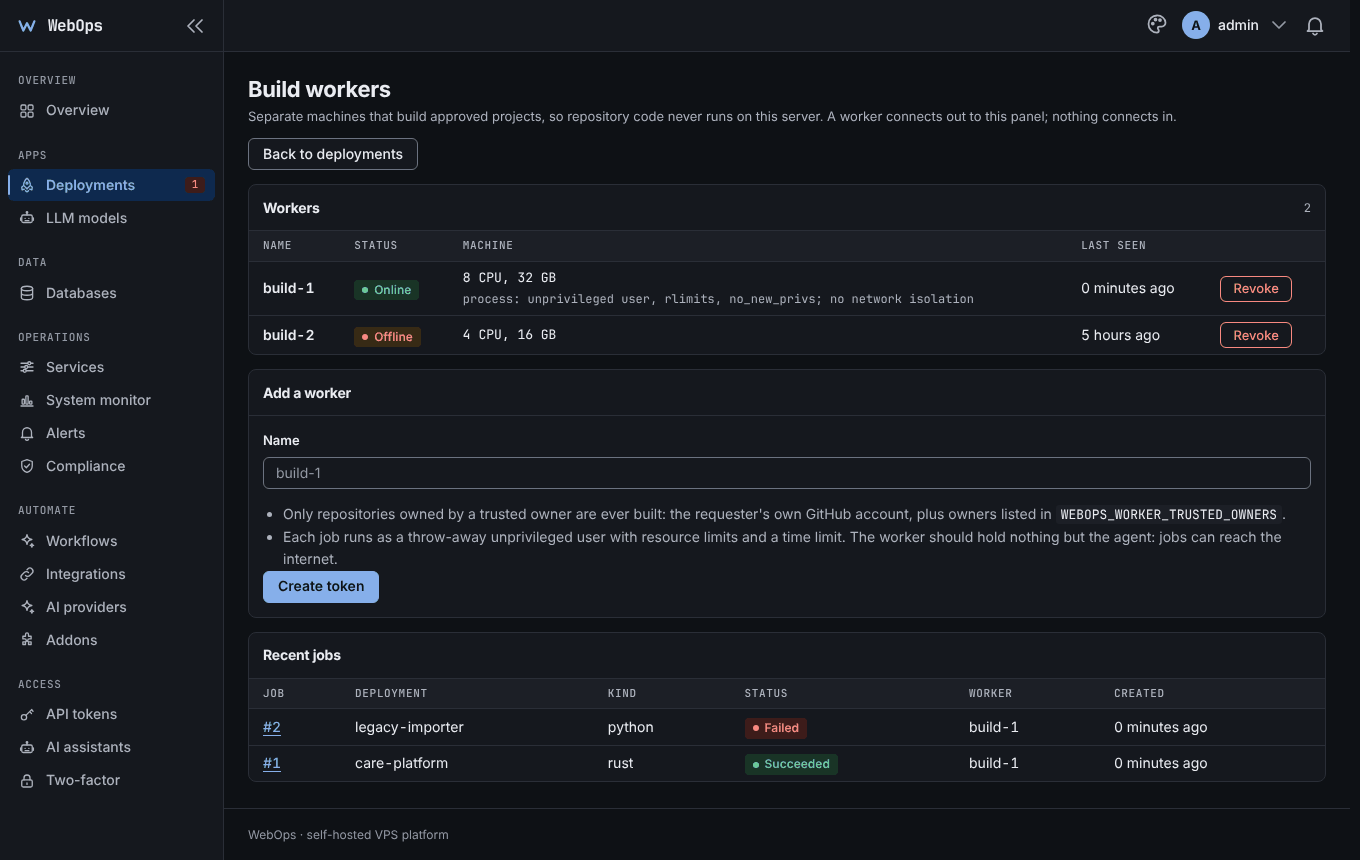 WebOps
A admin
OVERVIEW
Overview
APPS
Deployments 1
LLM models
DATA
Databases
OPERATIONS
Services
System monitor
Alerts
Compliance
AUTOMATE
Workflows
Integrations
AI providers
Addons
ACCESS
API tokens
AI assistants
Two-factor
Build workers
Separate machines that build approved projects, so repository code never runs on this server. A worker connects out to this panel; nothing connects in.
Back to deployments
Workers 2
NAME STATUS MACHINE LAST SEEN
build-1 Online 8 CPU, 32 GB 0 minutes ago Revoke
process: unprivileged user, rlimits, no_new_privs; no network isolation
build-2 Offline 4 CPU, 16 GB 5 hours ago Revoke
Add a worker
Name
build-1
• Only repositories owned by a trusted owner are ever built: the requester's own GitHub account, plus owners listed in WEBOPS_WORKER_TRUSTED_OWNERS.
• Each job runs as a throw-away unprivileged user with resource limits and a time limit. The worker should hold nothing but the agent: jobs can reach the
internet.
Create token
Recent jobs
JOB DEPLOYMENT KIND STATUS WORKER CREATED
#2 legacy-importer python Failed build-1 0 minutes ago
#1 care-platform rust Succeeded build-1 0 minutes ago
WebOps · self-hosted VPS platform